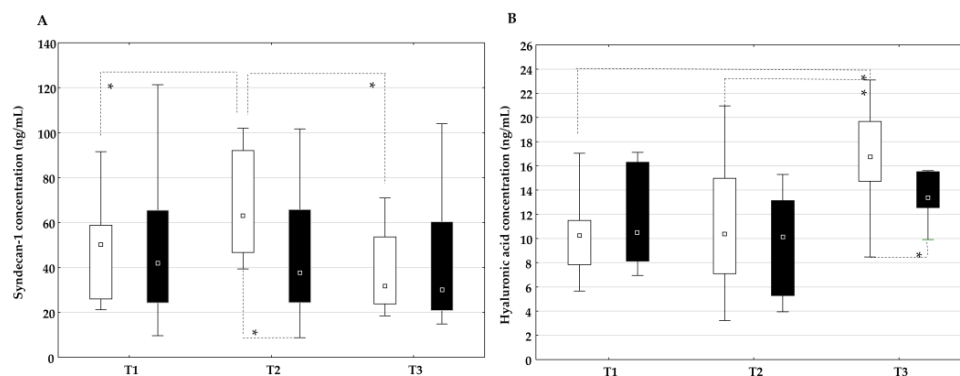 A
Syndecan-1 concentration (ng/mL)
140
120
100
80
60
40
20
0
*
*
*
T1
T2
T3
B
Hyaluronic acid concentration (ng/mL)
26
24
22
20
18
16
14
12
10
8
6
4
2
0
*
*
*
T1
T2
T3